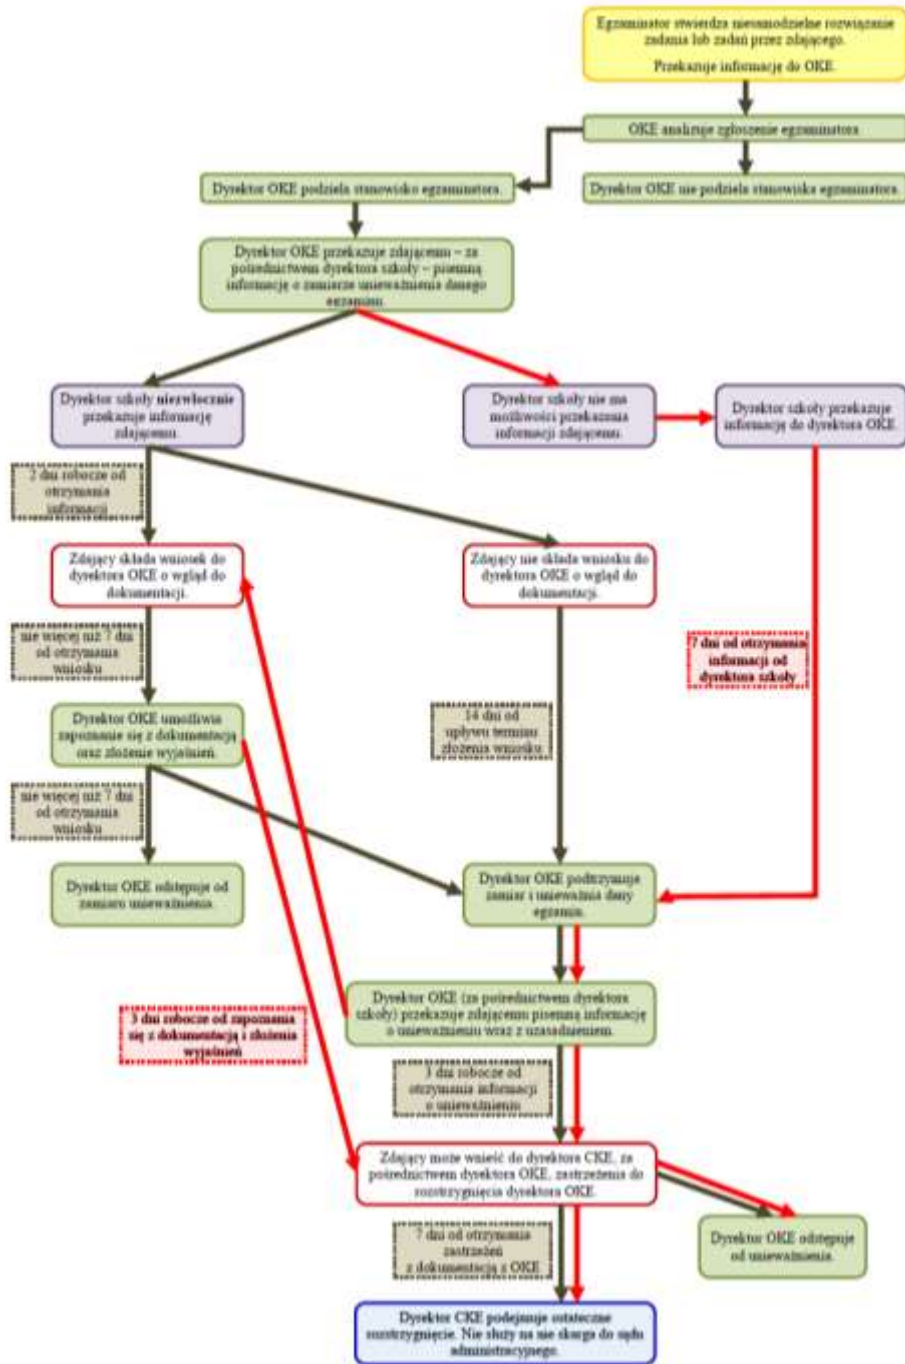 Egzaminator stwierdza niesamodzielne rozwiązanie
zadania lub zadań przez zdającego.
Przekazuje informację do OKE.
OKE analizuje zgłoszenie egzaminatora
Dyrektor OKE podziela stanowisko egzaminatora.
Dyrektor OKE nie podziela stanowiska egzaminatora.
Dyrektor OKE przekazuje zdającemu – za
pośrednictwem dyrektora szkoły – pisemną
informację o zamiarze unieważnienia danego
egzaminu.
Dyrektor szkoły niezwłocznie
przekazuje informację
zdającemu.
Dyrektor szkoły nie ma
możliwości przekazania
informacji zdającemu.
Dyrektor szkoły przekazuje
informację do dyrektora OKE.
2 dni robocze od
otrzymania
informacji
Zdający składa wniosek do
dyrektora OKE o wgląd do
dokumentacji.
Zdający nie składa wniosku do
dyrektora OKE o wgląd do
dokumentacji.
nie więcej niż 7 dni
od otrzymania
wniosku
7 dni od otrzymania
informacji od
dyrektora szkoły
Dyrektor OKE umożliwia
zapoznanie się z dokumentacją
oraz złożenie wyjaśnień.
14 dni od
upływu terminu
złożenia wniosku
nie więcej niż 7 dni
od otrzymania
wniosku
Dyrektor OKE odstępuje od
zamiaru unieważnienia.
Dyrektor OKE podtrzymuje
zamiar i unieważnia dany
egzamin.
Dyrektor OKE (za pośrednictwem dyrektora
szkoły) przekazuje zdającemu pisemną informację
o unieważnieniu wraz z uzasadnieniem.
3 dni robocze od zapoznania
się z dokumentacją i złożenia
wyjaśnień
3 dni robocze od
otrzymania informacji
o unieważnieniu
Zdający może wnieść do dyrektora CKE, za
pośrednictwem dyrektora OKE, zastrzeżenia do
rozstrzygnięcia dyrektora OKE.
7 dni od otrzymania
zastrzeżeń
z dokumentacją z OKE
Dyrektor OKE odstępuje
od unieważnienia.
Dyrektor CKE podejmuje ostateczne
rozstrzygnięcie. Nie służy na nie skarga do sądu
administracyjnego.